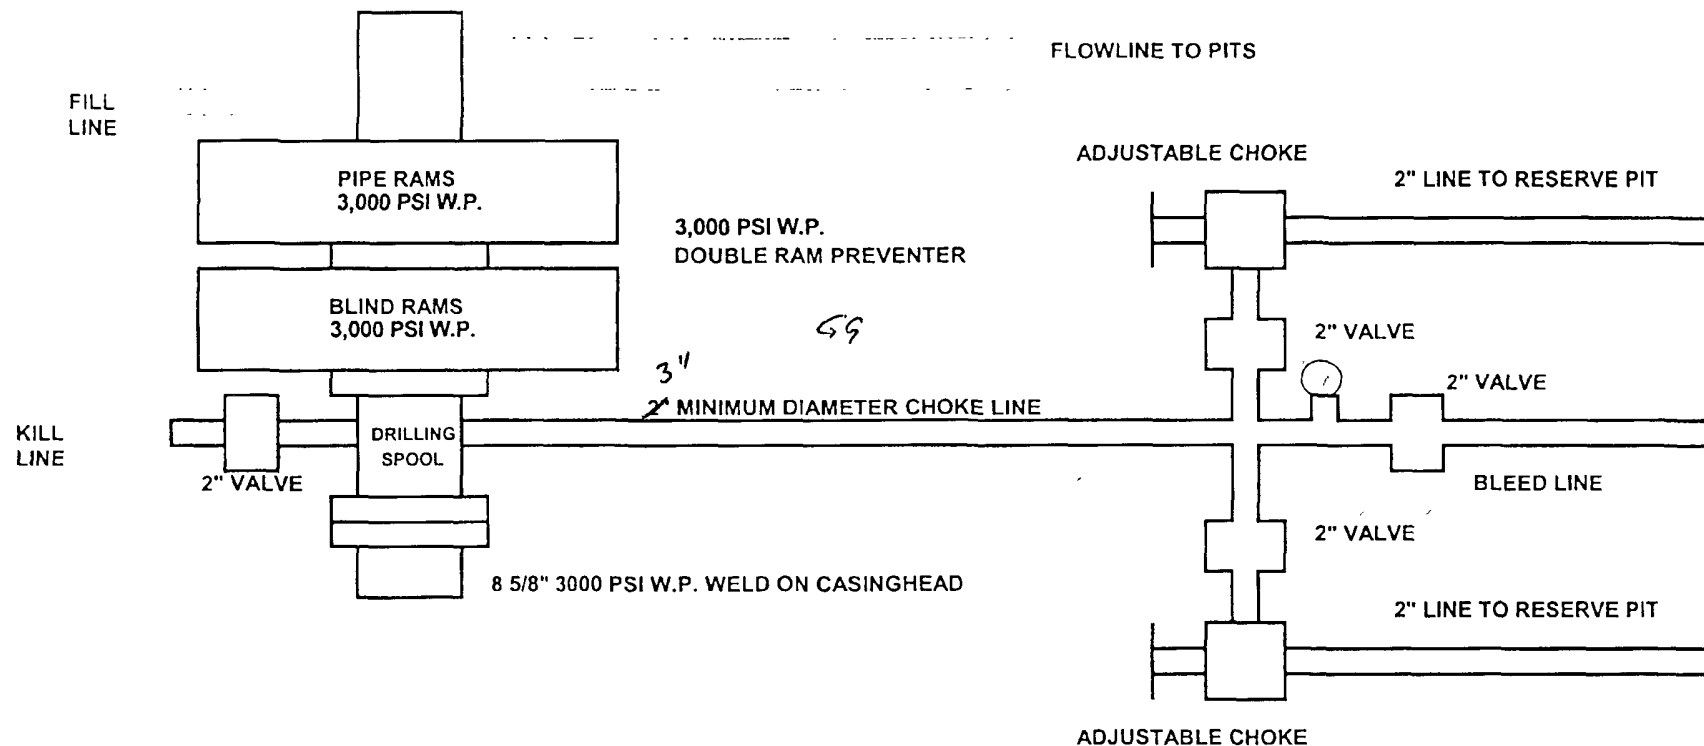 FLOWLINE TO PITS
FILL
LINE
ADJUSTABLE CHOKE
PIPE RAMS
3,000 PSI W.P.
2" LINE TO RESERVE PIT
3,000 PSI W.P.
DOUBLE RAM PREVENTER
BLIND RAMS
3,000 PSI W.P.
2" VALVE
3"
2" MINIMUM DIAMETER CHOKE LINE
2" VALVE
KILL
LINE
DRILLING
SPOOL
2" VALVE
BLEED LINE
2" VALVE
8 5/8" 3000 PSI W.P. WELD ON CASINGHEAD
2" LINE TO RESERVE PIT
ADJUSTABLE CHOKE